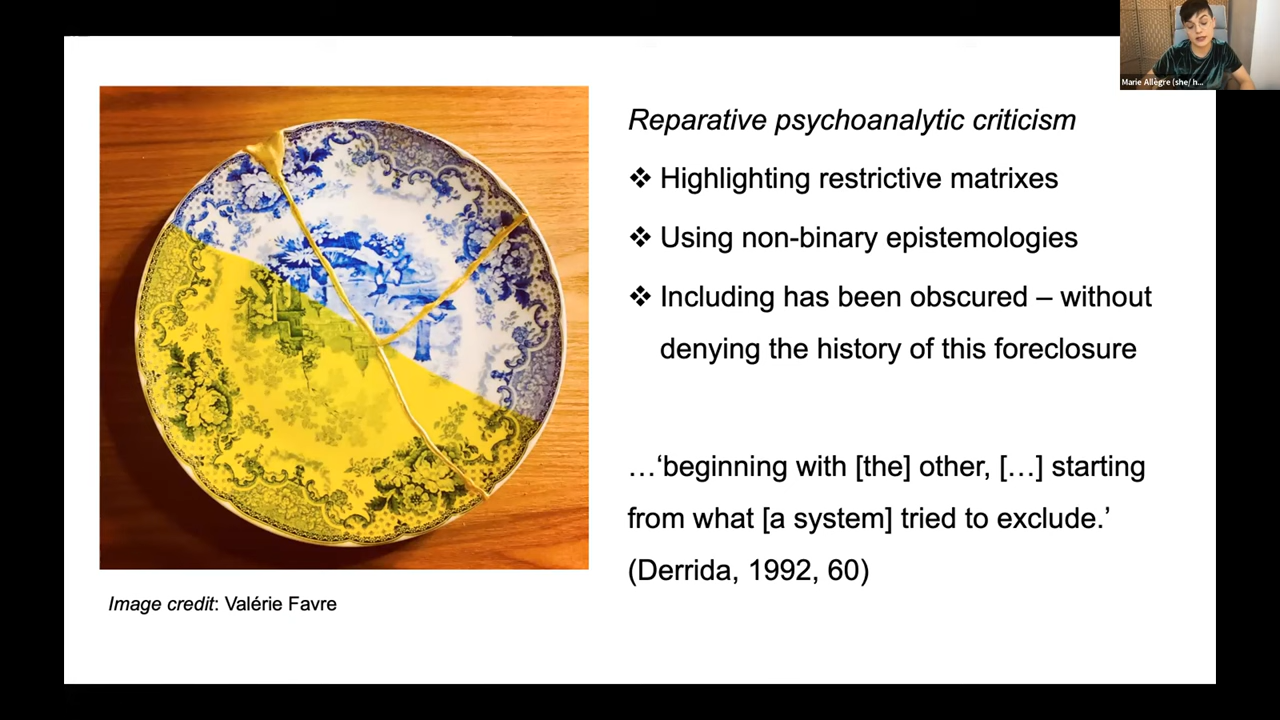 Marie Allègre (she/ h...
Reparative psychoanalytic criticism
❖ Highlighting restrictive matrixes
❖ Using non-binary epistemologies
❖ Including has been obscured – without
denying the history of this foreclosure
…‘beginning with [the] other, […] starting
from what [a system] tried to exclude.’
(Derrida, 1992, 60)
Image credit: Valérie Favre